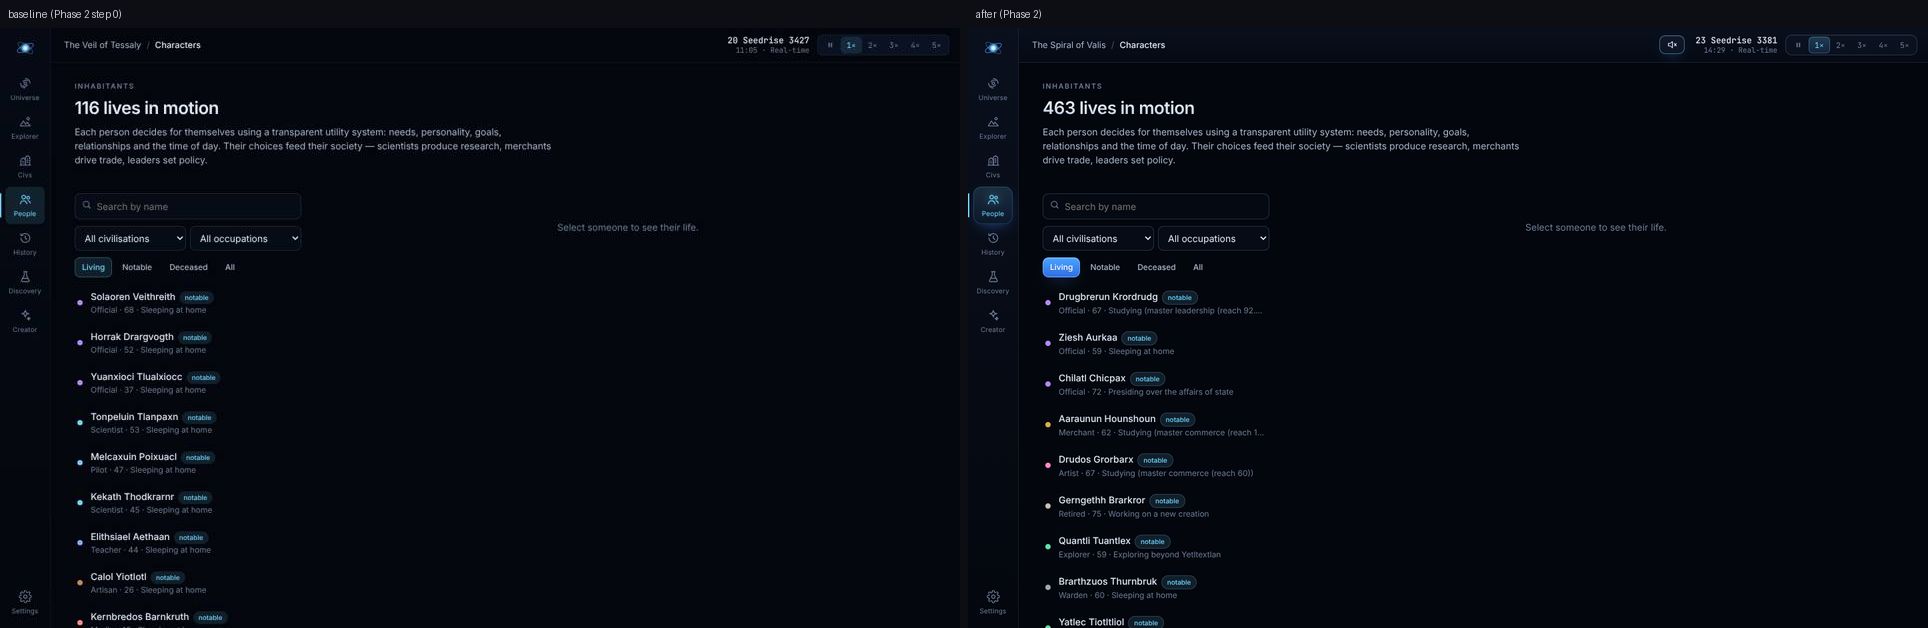 baseline (Phase 2 step 0)
The Veil of Tessaly / Characters
20 Seedrise 3427
11:05 · Real-time
1× 2× 3× 4× 5×
Universe
Explorer
Civs
People
History
Discovery
Creator
Settings
INHABITANTS
116 lives in motion
Each person decides for themselves using a transparent utility system: needs, personality, goals,
relationships and the time of day. Their choices feed their society — scientists produce research, merchants
drive trade, leaders set policy.
Search by name
All civilisations All occupations
Living Notable Deceased All
Select someone to see their life.
Solaoren Veithreith notable
Official · 68 · Sleeping at home
Horrak Drargvogth notable
Official · 52 · Sleeping at home
Yuanxioci Tlualxiocc notable
Official · 37 · Sleeping at home
Tonpeluin Tlanpaxn notable
Scientist · 53 · Sleeping at home
Melcaxuin Poixuacl notable
Pilot · 47 · Sleeping at home
Kekath Thodkrarnr notable
Scientist · 45 · Sleeping at home
Elithsiael Aethaan notable
Teacher · 44 · Sleeping at home
Calol Yiotlotl notable
Artisan · 26 · Sleeping at home
Kernbredos Barnkruth notable
after (Phase 2)
The Spiral of Valis / Characters
23 Seedrise 3381
14:29 · Real-time
1× 2× 3× 4× 5×
Universe
Explorer
Civs
People
History
Discovery
Creator
Settings
INHABITANTS
463 lives in motion
Each person decides for themselves using a transparent utility system: needs, personality, goals,
relationships and the time of day. Their choices feed their society — scientists produce research, merchants
drive trade, leaders set policy.
Search by name
All civilisations All occupations
Living Notable Deceased All
Select someone to see their life.
Drugbrerun Krordrudg notable
Official · 67 · Studying (master leadership (reach 92....
Ziesh Aurkaa notable
Official · 59 · Sleeping at home
Chilatl Chicpax notable
Official · 72 · Presiding over the affairs of state
Aaraunun Hounshoun notable
Merchant · 62 · Studying (master commerce (reach 1...
Drudos Grorbarx notable
Artist · 67 · Studying (master commerce (reach 60))
Gerngethh Brarkror notable
Retired · 75 · Working on a new creation
Quantli Tuantlex notable
Explorer · 59 · Exploring beyond Yetltextlan
Brarthzuos Thurnbruk notable
Warden · 60 · Sleeping at home
Yatlec Tiotltliol notable